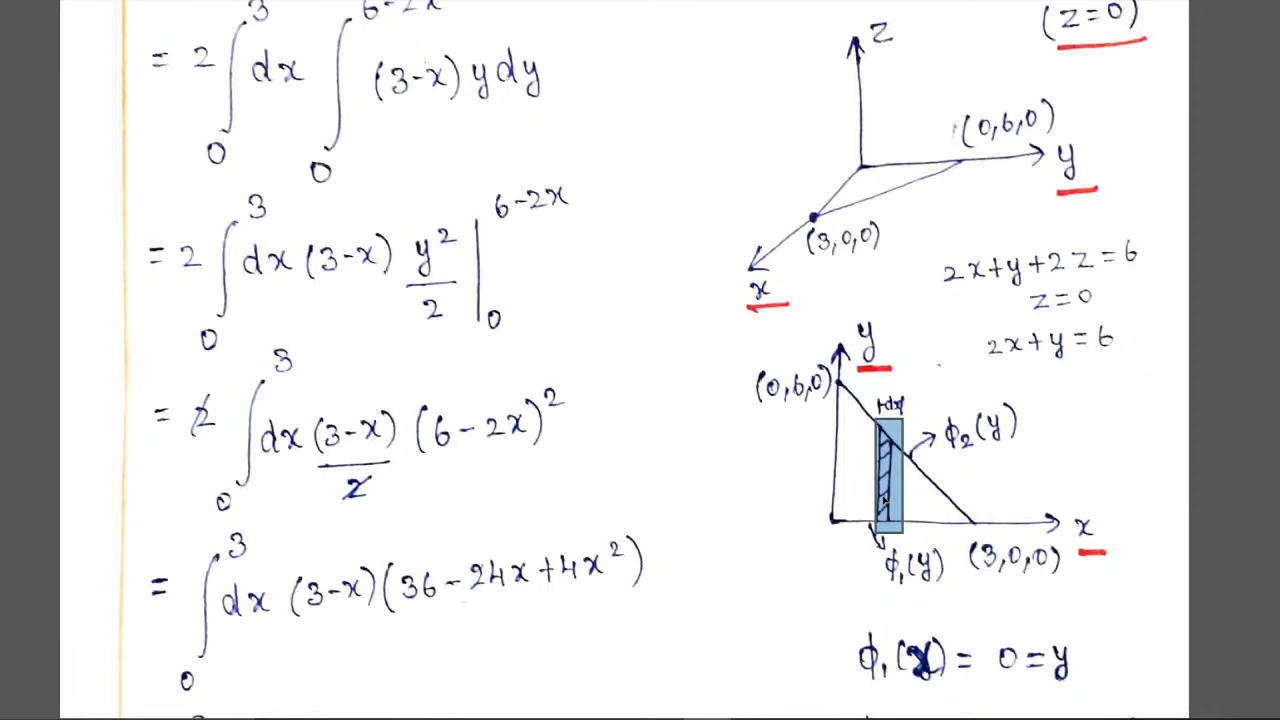 = 2 ∫₀³ dx ∫₀^{6-2x} (3-x) y dy
= 2 ∫₀³ dx (3-x) y²/2 |₀^{6-2x}
= 2 ∫₀³ dx (3-x)/2 (6-2x)²
= ∫₀³ dx (3-x)(36-24x+4x²)
(z=0)
z
(0,6,0)
y
(3,0,0)
x
2x+y+2z=6
z=0
2x+y=6
y
(0,6,0)
dx
ϕ₂(y)
x
ϕ₁(y)
(3,0,0)
ϕ₁(x) = 0 = y